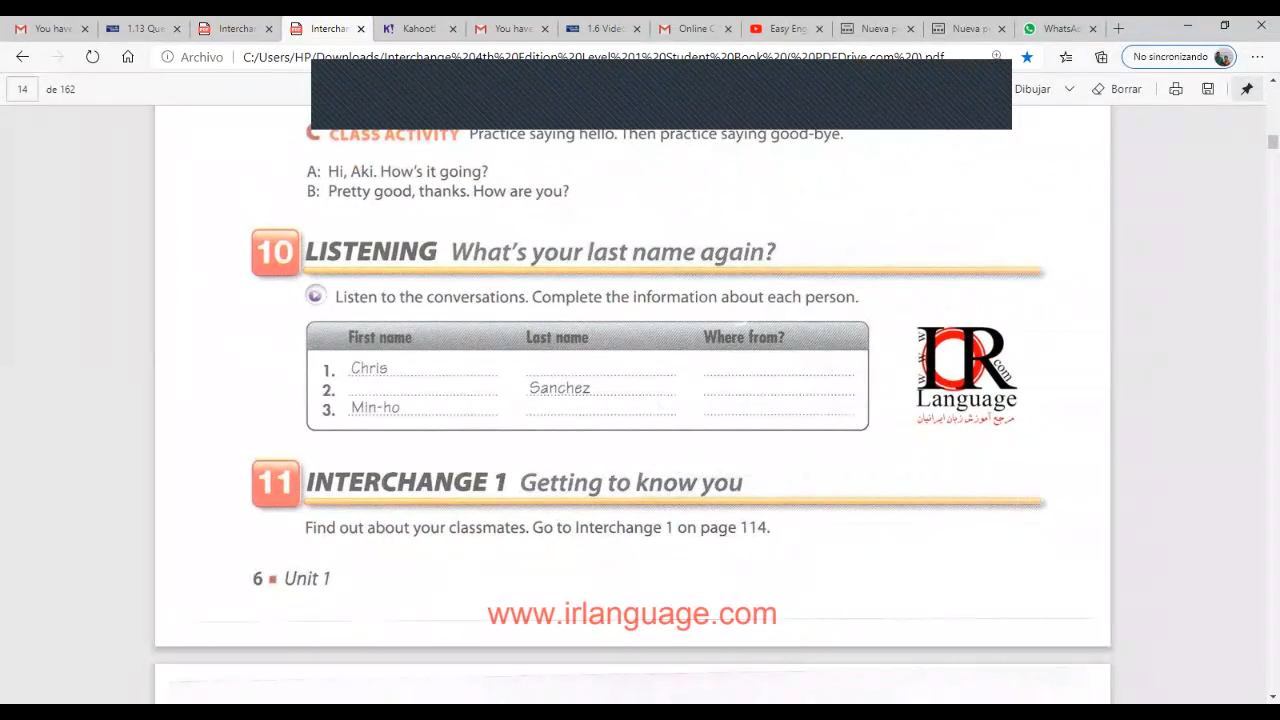 You have
1.13 Que
Interchan
Interchan
Kahoot!
You have
1.6 Video
Online C
Easy Eng
Nueva p
Nueva p
WhatsAp
Archivo
C:/Users/HP/Downloads/Interchange%204th%20Edition%20Level%201%20Student%20Book%20(%20PDFDrive.com%20).pdf
No sincronizando
14 de 162
Dibujar
Borrar
C CLASS ACTIVITY Practice saying hello. Then practice saying good-bye.
A: Hi, Aki. How's it going?
B: Pretty good, thanks. How are you?
10 LISTENING What's your last name again?
Listen to the conversations. Complete the information about each person.
First name Last name Where from?
1. Chris
2. Sanchez
3. Min-ho
www.IRLanguage.com
مرجع آموزش زبان ایرانیان
11 INTERCHANGE 1 Getting to know you
Find out about your classmates. Go to Interchange 1 on page 114.
6 ■ Unit 1
www.irlanguage.com